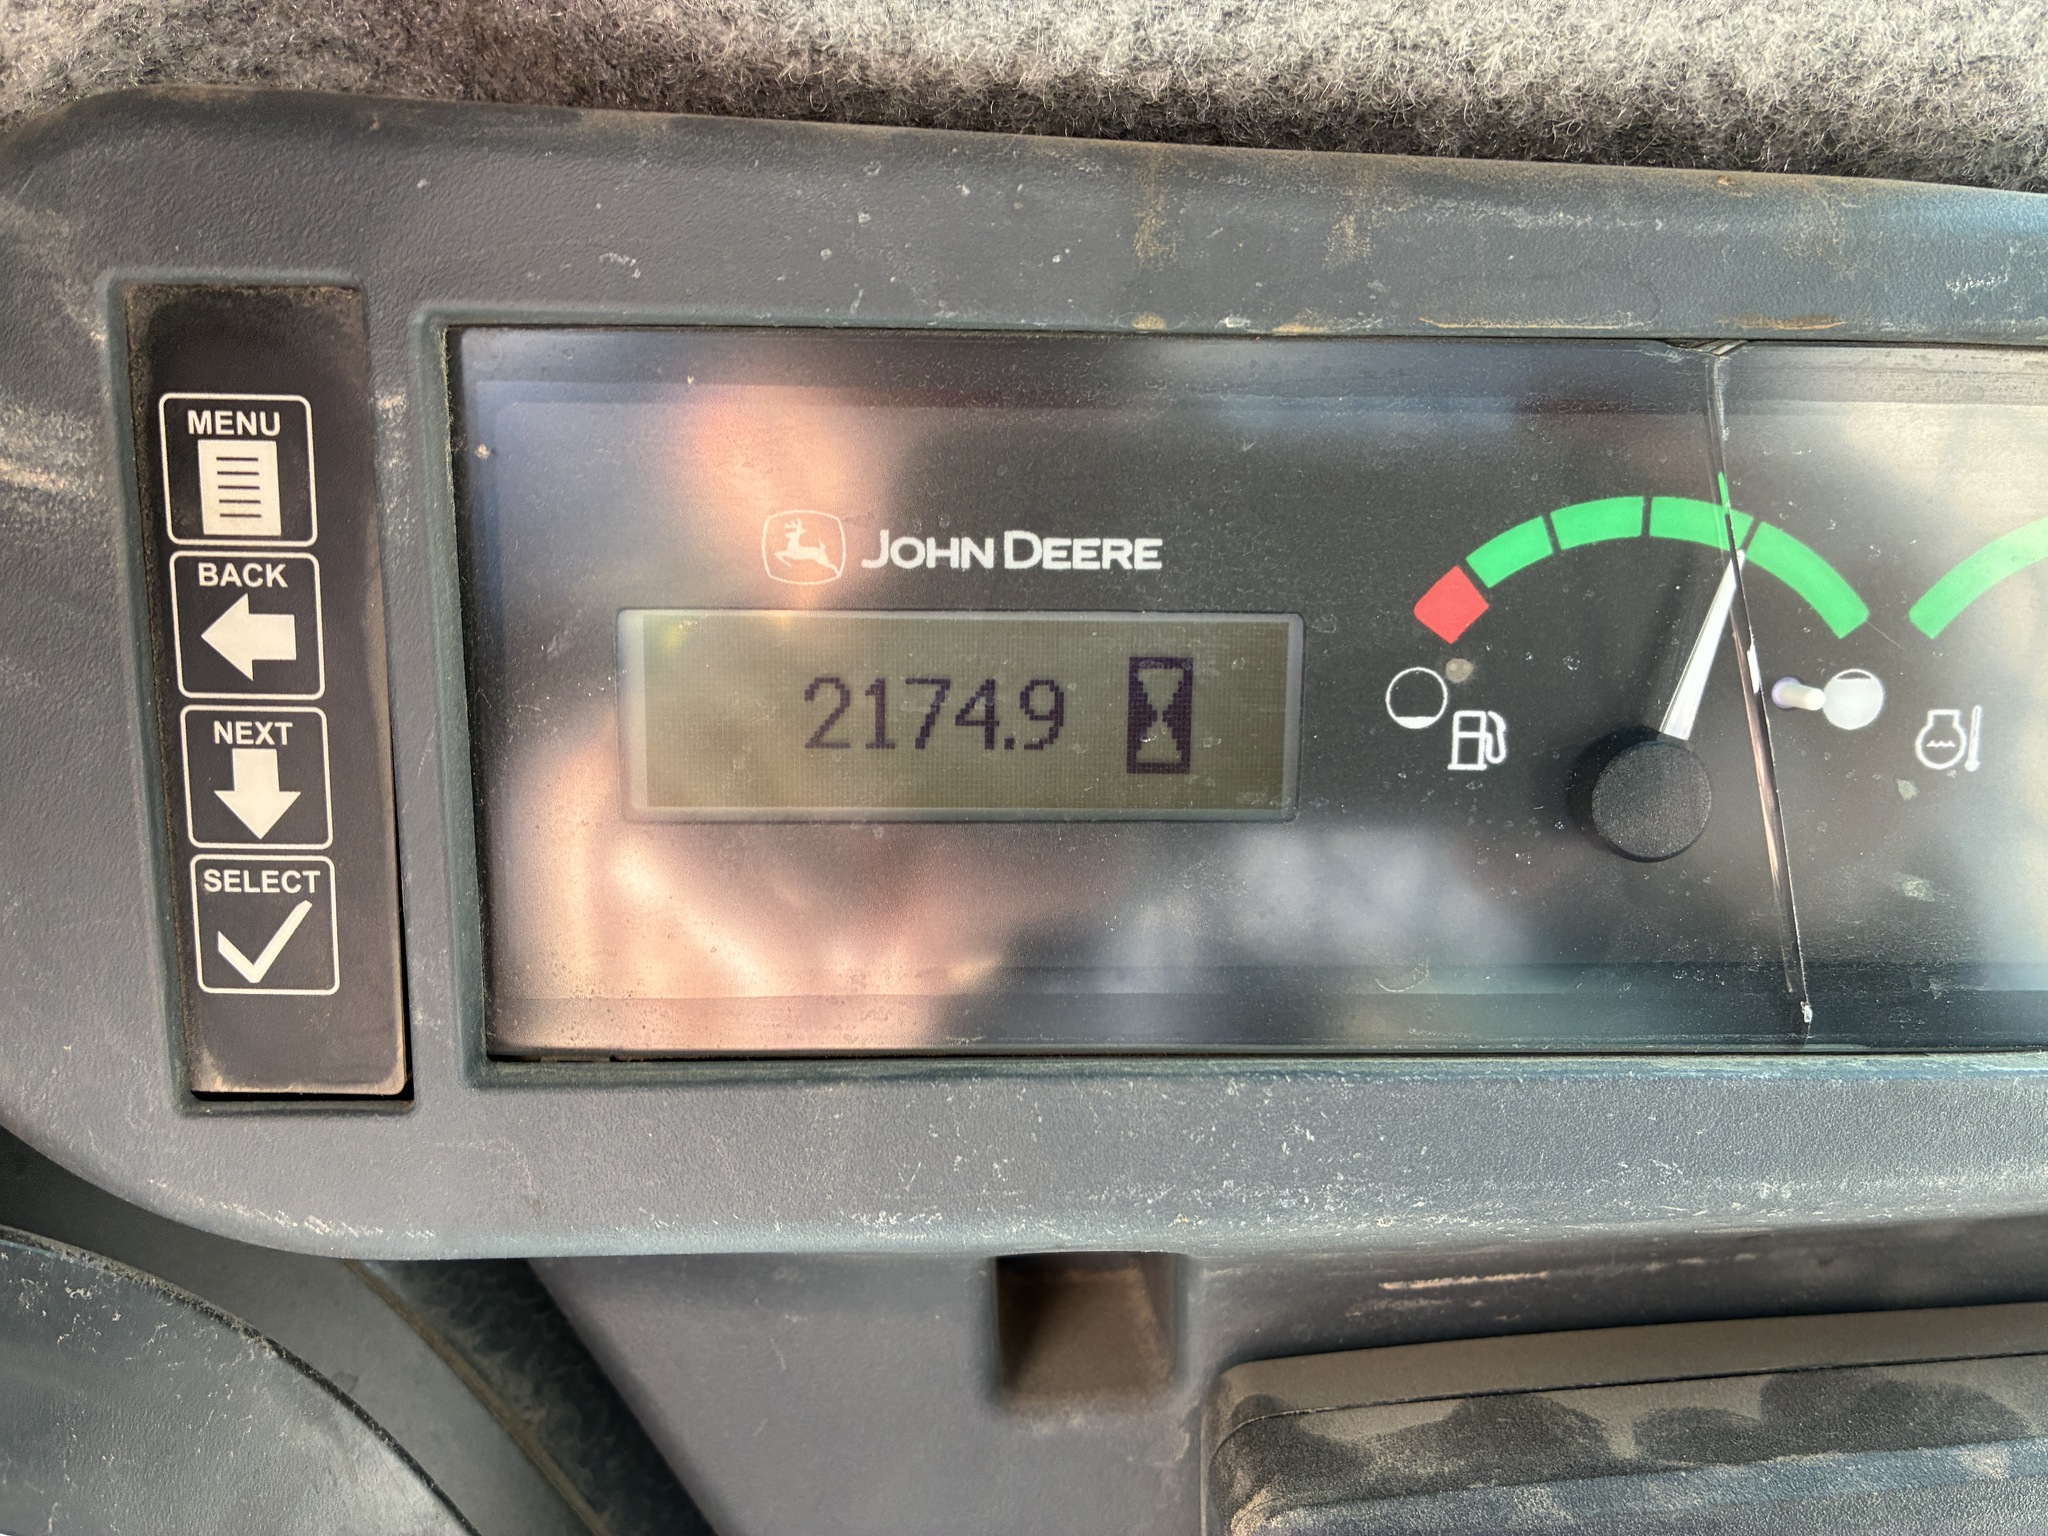 MENU
BACK
NEXT
SELECT
JOHN DEERE
2174.9